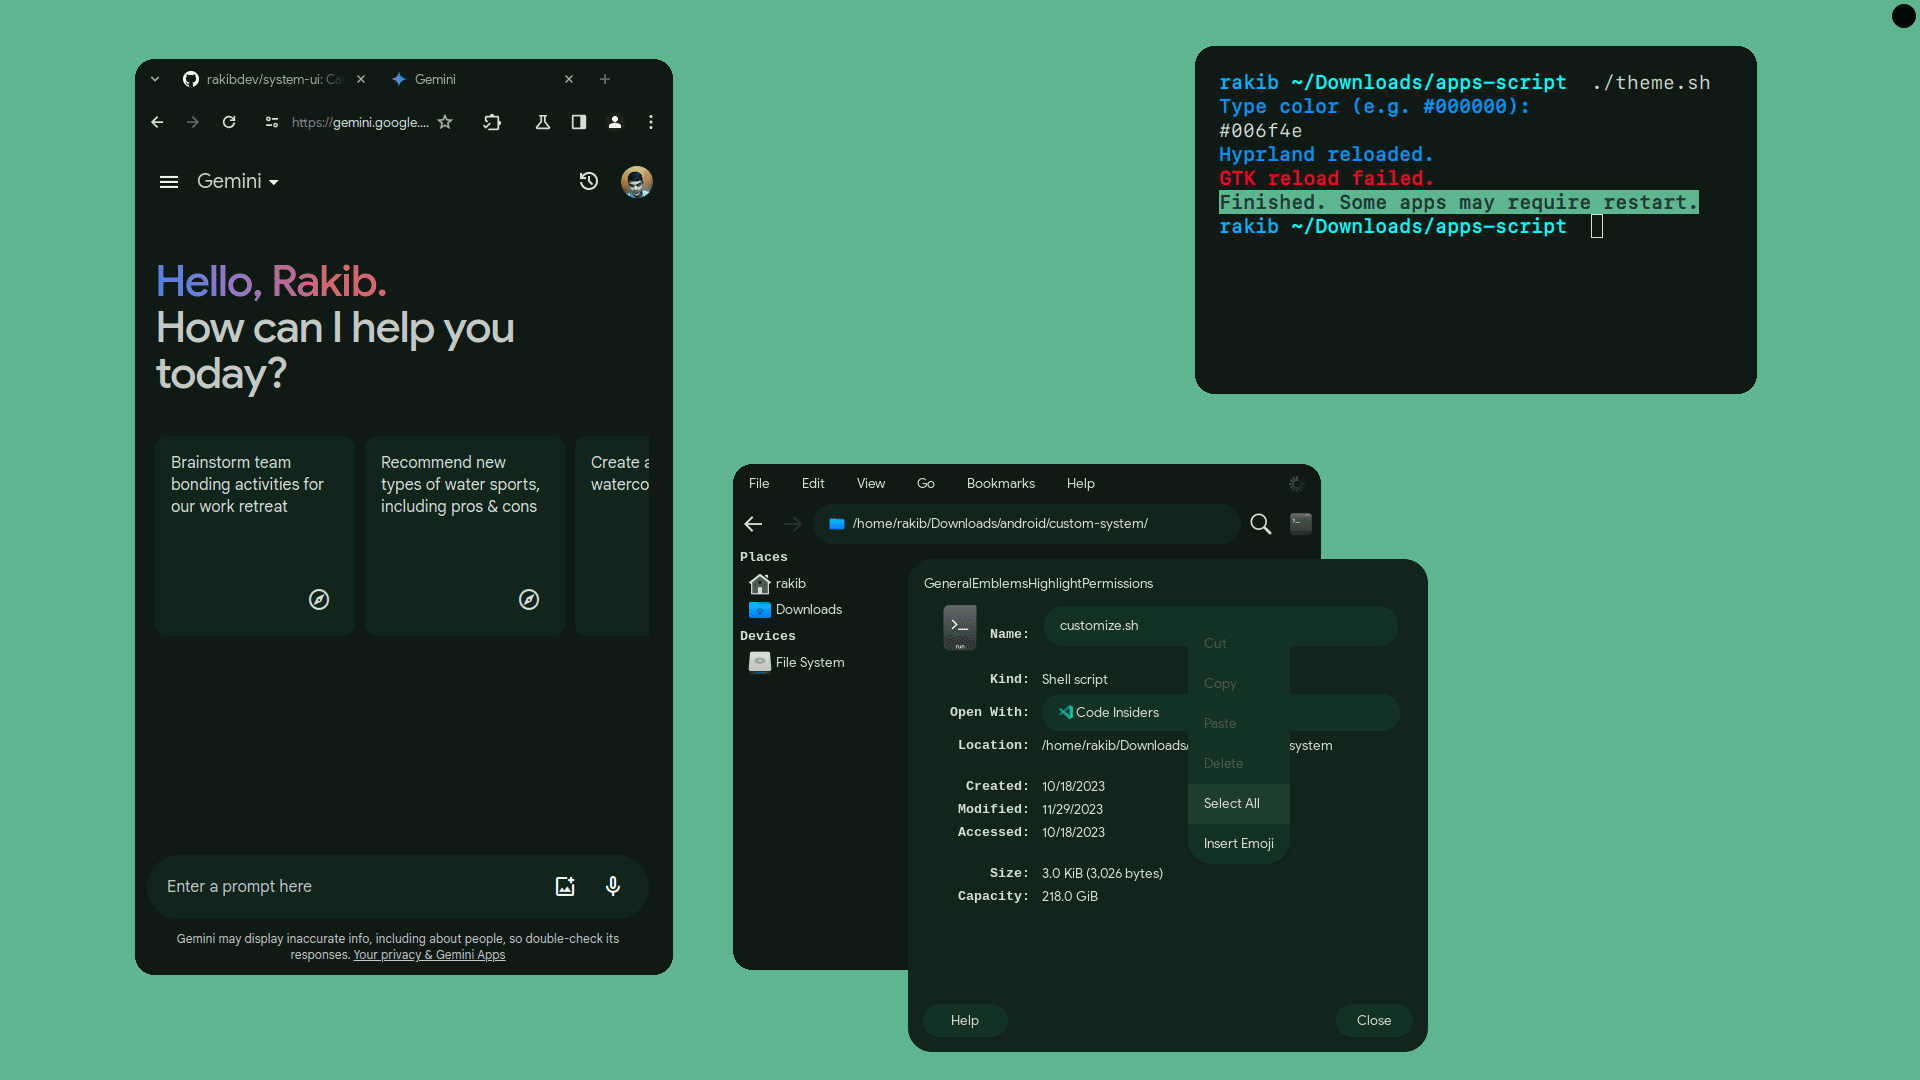 rakibdev/system-ui: Ca
Gemini
https://gemini.google....
Gemini
Hello, Rakib.
How can I help you
today?
Brainstorm team
bonding activities for
our work retreat
Recommend new
types of water sports,
including pros & cons
Create a
waterco
Enter a prompt here
Gemini may display inaccurate info, including about people, so double-check its
responses. Your privacy & Gemini Apps
rakib ~/Downloads/apps-script ./theme.sh
Type color (e.g. #000000):
#006f4e
Hyprland reloaded.
GTK reload failed.
Finished. Some apps may require restart.
rakib ~/Downloads/apps-script
File Edit View Go Bookmarks Help
/home/rakib/Downloads/android/custom-system/
Places
rakib
Downloads
Devices
File System
GeneralEmblemsHighlightPermissions
run
Name: customize.sh
Kind: Shell script
Open With: Code Insiders
Location: /home/rakib/Downloads/ system
Created: 10/18/2023
Modified: 11/29/2023
Accessed: 10/18/2023
Size: 3.0 KiB (3,026 bytes)
Capacity: 218.0 GiB
Cut
Copy
Paste
Delete
Select All
Insert Emoji
Help
Close